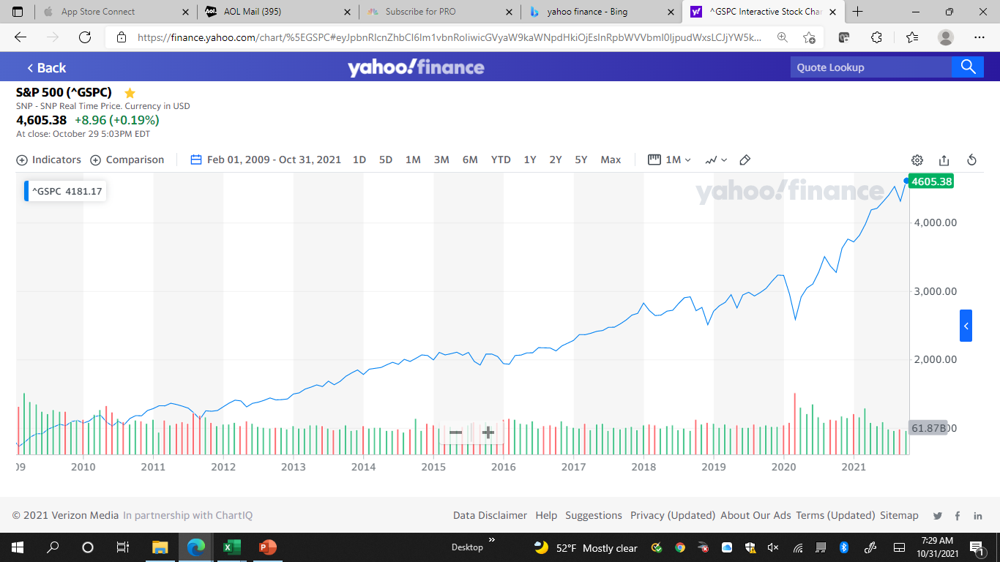 App Store Connect
AOL Mail (395)
Subscribe for PRO
yahoo finance - Bing
^GSPC Interactive Stock Char
Aol.
y!
https://finance.yahoo.com/chart/%5EGSPC#eyJpbnRlcnZhbCI6Im1vbnRoIiwicGVyaW9kaWNpdHkiOjEsInRpbWVVbml0IjpudWxsLCJjYW5k...
Back
yahoo!finance
Quote Lookup
S&P 500 (^GSPC)
SNP - SNP Real Time Price. Currency in USD
4,605.38 +8.96 (+0.19%)
At close: October 29 5:03PM EDT
Indicators Comparison Feb 01, 2009 - Oct 31, 2021 1D 5D 1M 3M 6M YTD 1Y 2Y 5Y Max 1M
^GSPC 4181.17
yahoo!finance
4605.38
4,000.00
3,000.00
2,000.00
61.87B 00
09 2010 2011 2012 2013 2014 2015 2016 2017 2018 2019 2020 2021
© 2021 Verizon Media In partnership with ChartIQ
Data Disclaimer Help Suggestions Privacy (Updated) About Our Ads Terms (Updated) Sitemap
Desktop
52°F Mostly clear
7:29 AM
10/31/2021
1